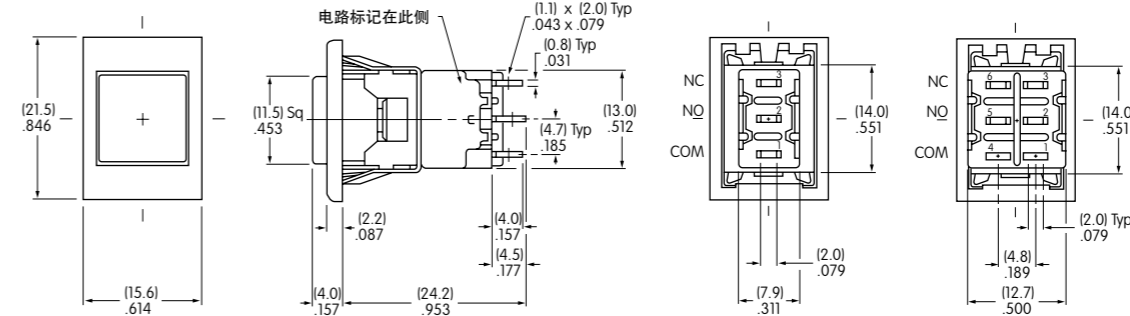 (21.5)
.846
(15.6)
.614
电路标记在此侧
(1.1) x (2.0) Typ
.043 x .079
(0.8) Typ
.031
(11.5) Sq
.453
(13.0)
.512
(4.7) Typ
.185
(2.2)
.087
(4.0)
.157
(4.5)
.177
(4.0)
.157
(24.2)
.953
NC
NO
COM
3
2
1
(14.0)
.551
(2.0)
.079
(7.9)
.311
NC
NO
COM
6 3
5 2
4 1
(14.0)
.551
(2.0) Typ
.079
(4.8)
.189
(12.7)
.500